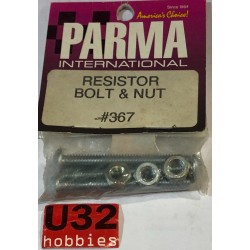 Since 1964
America's Choice!
PARMA
INTERNATIONAL
RESISTOR
BOLT & NUT
#367
U32
hobbies